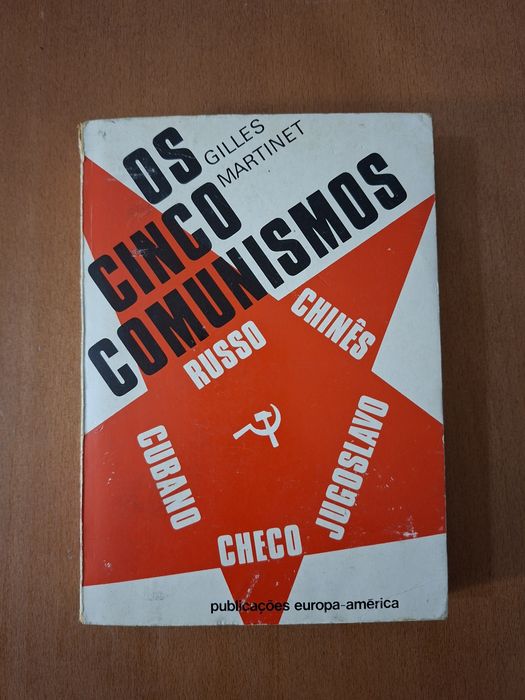 OS
CINCO
COMUNISMOS
GILLES
MARTINET
RUSSO
CHINÊS
CUBANO
JUGOSLAVO
CHECO
publicações europa-américa